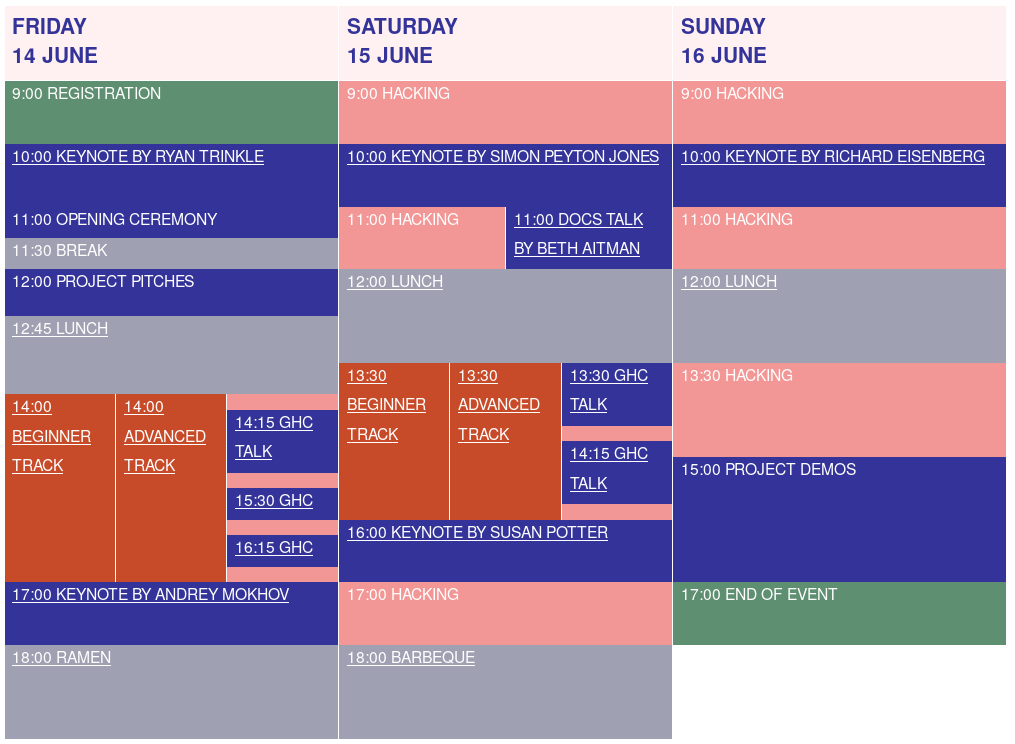 FRIDAY
14 JUNE
9:00 REGISTRATION
10:00 KEYNOTE BY RYAN TRINKLE
11:00 OPENING CEREMONY
11:30 BREAK
12:00 PROJECT PITCHES
12:45 LUNCH
14:00
BEGINNER
TRACK
14:00
ADVANCED
TRACK
14:15 GHC
TALK
15:30 GHC
16:15 GHC
17:00 KEYNOTE BY ANDREY MOKHOV
18:00 RAMEN
SATURDAY
15 JUNE
9:00 HACKING
10:00 KEYNOTE BY SIMON PEYTON JONES
11:00 HACKING
11:00 DOCS TALK
BY BETH AITMAN
12:00 LUNCH
13:30
BEGINNER
TRACK
13:30
ADVANCED
TRACK
13:30 GHC
TALK
14:15 GHC
TALK
16:00 KEYNOTE BY SUSAN POTTER
17:00 HACKING
18:00 BARBEQUE
SUNDAY
16 JUNE
9:00 HACKING
10:00 KEYNOTE BY RICHARD EISENBERG
11:00 HACKING
12:00 LUNCH
13:30 HACKING
15:00 PROJECT DEMOS
17:00 END OF EVENT